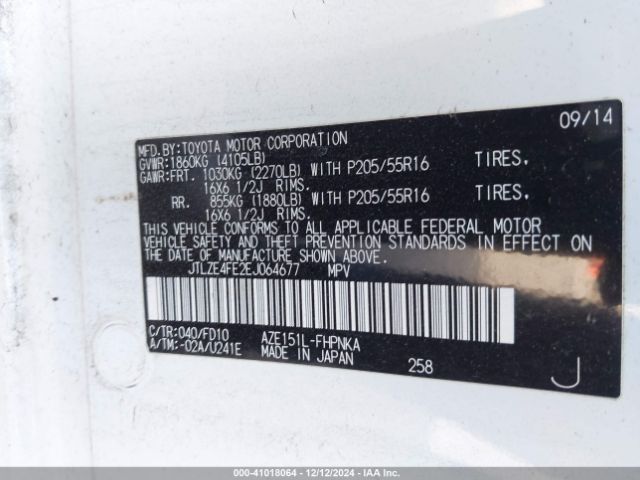 MFD.BY:TOYOTA MOTOR CORPORATION 09/14
GVWR:1860KG (4105LB)
GAWR:FRT. 1030KG (2270LB) WITH P205/55R16 TIRES,
16X6 1/2J RIMS.
RR. 855KG (1880LB) WITH P205/55R16 TIRES,
16X6 1/2J RIMS.
THIS VEHICLE CONFORMS TO ALL APPLICABLE FEDERAL MOTOR
VEHICLE SAFETY AND THEFT PREVENTION STANDARDS IN EFFECT ON
THE DATE OF MANUFACTURE SHOWN ABOVE.
JTLZE4FE2EJ064677 MPV
C/TR:040/FD10 AZE151L-FHPNKA
A/TM:-02A/U241E MADE IN JAPAN 258 J
000-41018064 | 12/12/2024 - IAAI.com